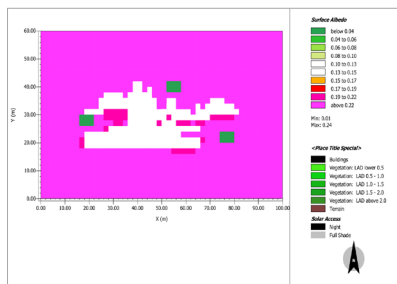 Surface Albedo
below 0.04
0.04 to 0.06
0.06 to 0.08
0.08 to 0.10
0.10 to 0.13
0.13 to 0.15
0.15 to 0.17
0.17 to 0.19
0.19 to 0.22
above 0.22
Min: 0.01
Max: 0.24
<Place Title Special>
Buildings
Vegetation: LAD lower 0.5
Vegetation: LAD 0.5 - 1.0
Vegetation: LAD 1.0 - 1.5
Vegetation: LAD 1.5 - 2.0
Vegetation: LAD above 2.0
Terrain
Solar Access
Night
Full Shade
60.00
50.00
40.00
30.00
20.00
10.00
0.00
Y (m)
0.00 10.00 20.00 30.00 40.00 50.00 60.00 70.00 80.00 90.00 100.00
X (m)